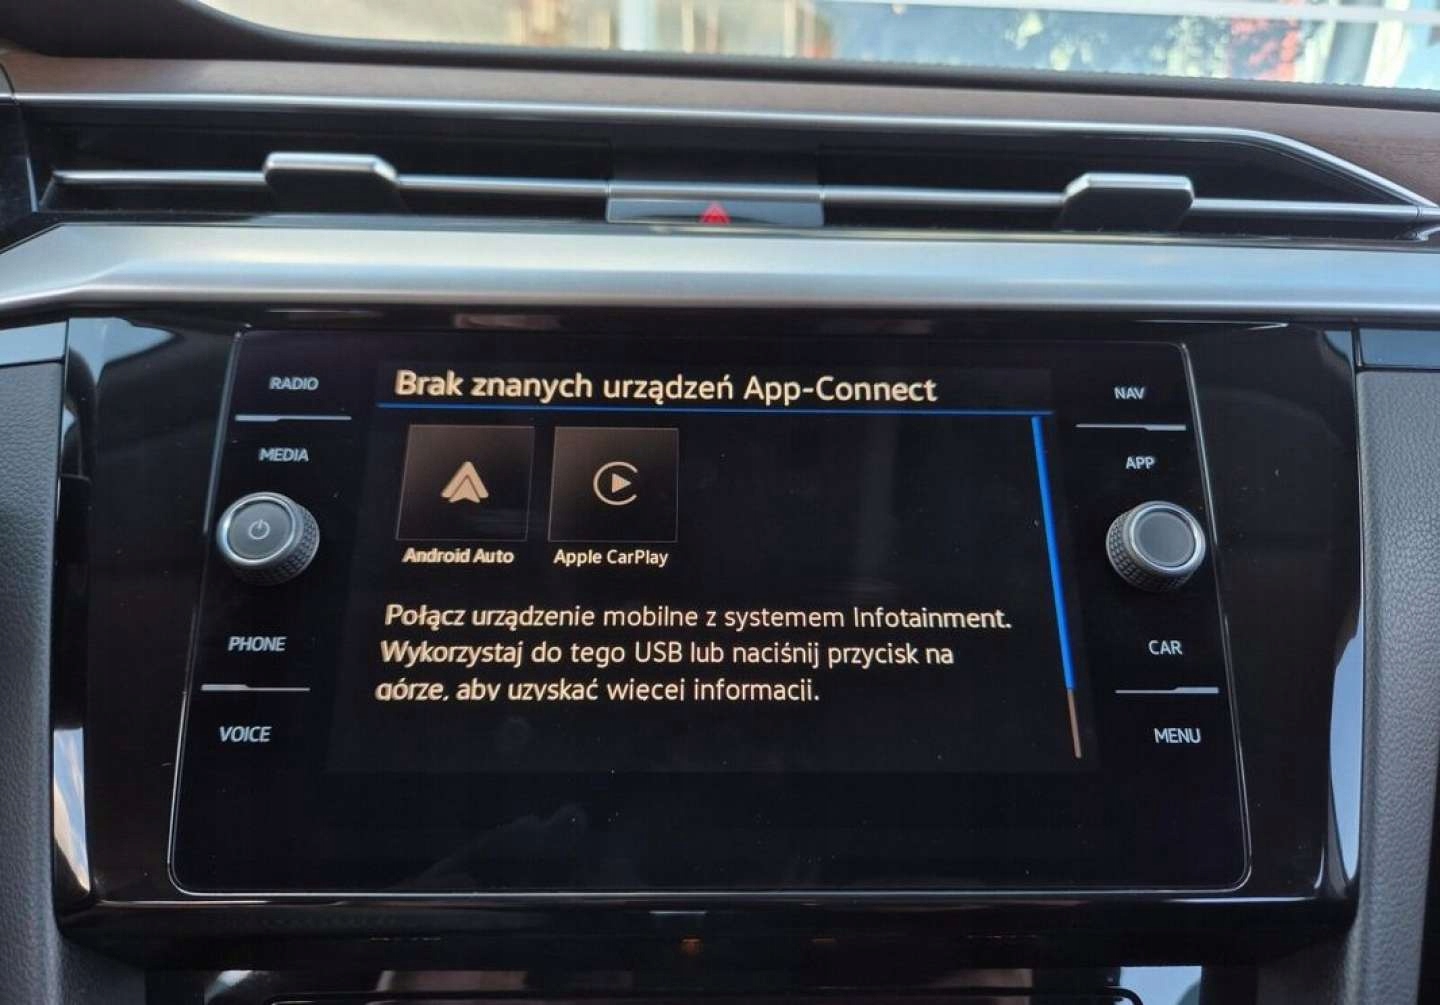 RADIO
MEDIA
PHONE
VOICE
Brak znanych urządzeń App-Connect
Android Auto
Apple CarPlay
Połącz urządzenie mobilne z systemem Infotainment.
Wykorzystaj do tego USB lub naciśnij przycisk na
górze, aby uzyskać więcej informacji.
NAV
APP
CAR
MENU